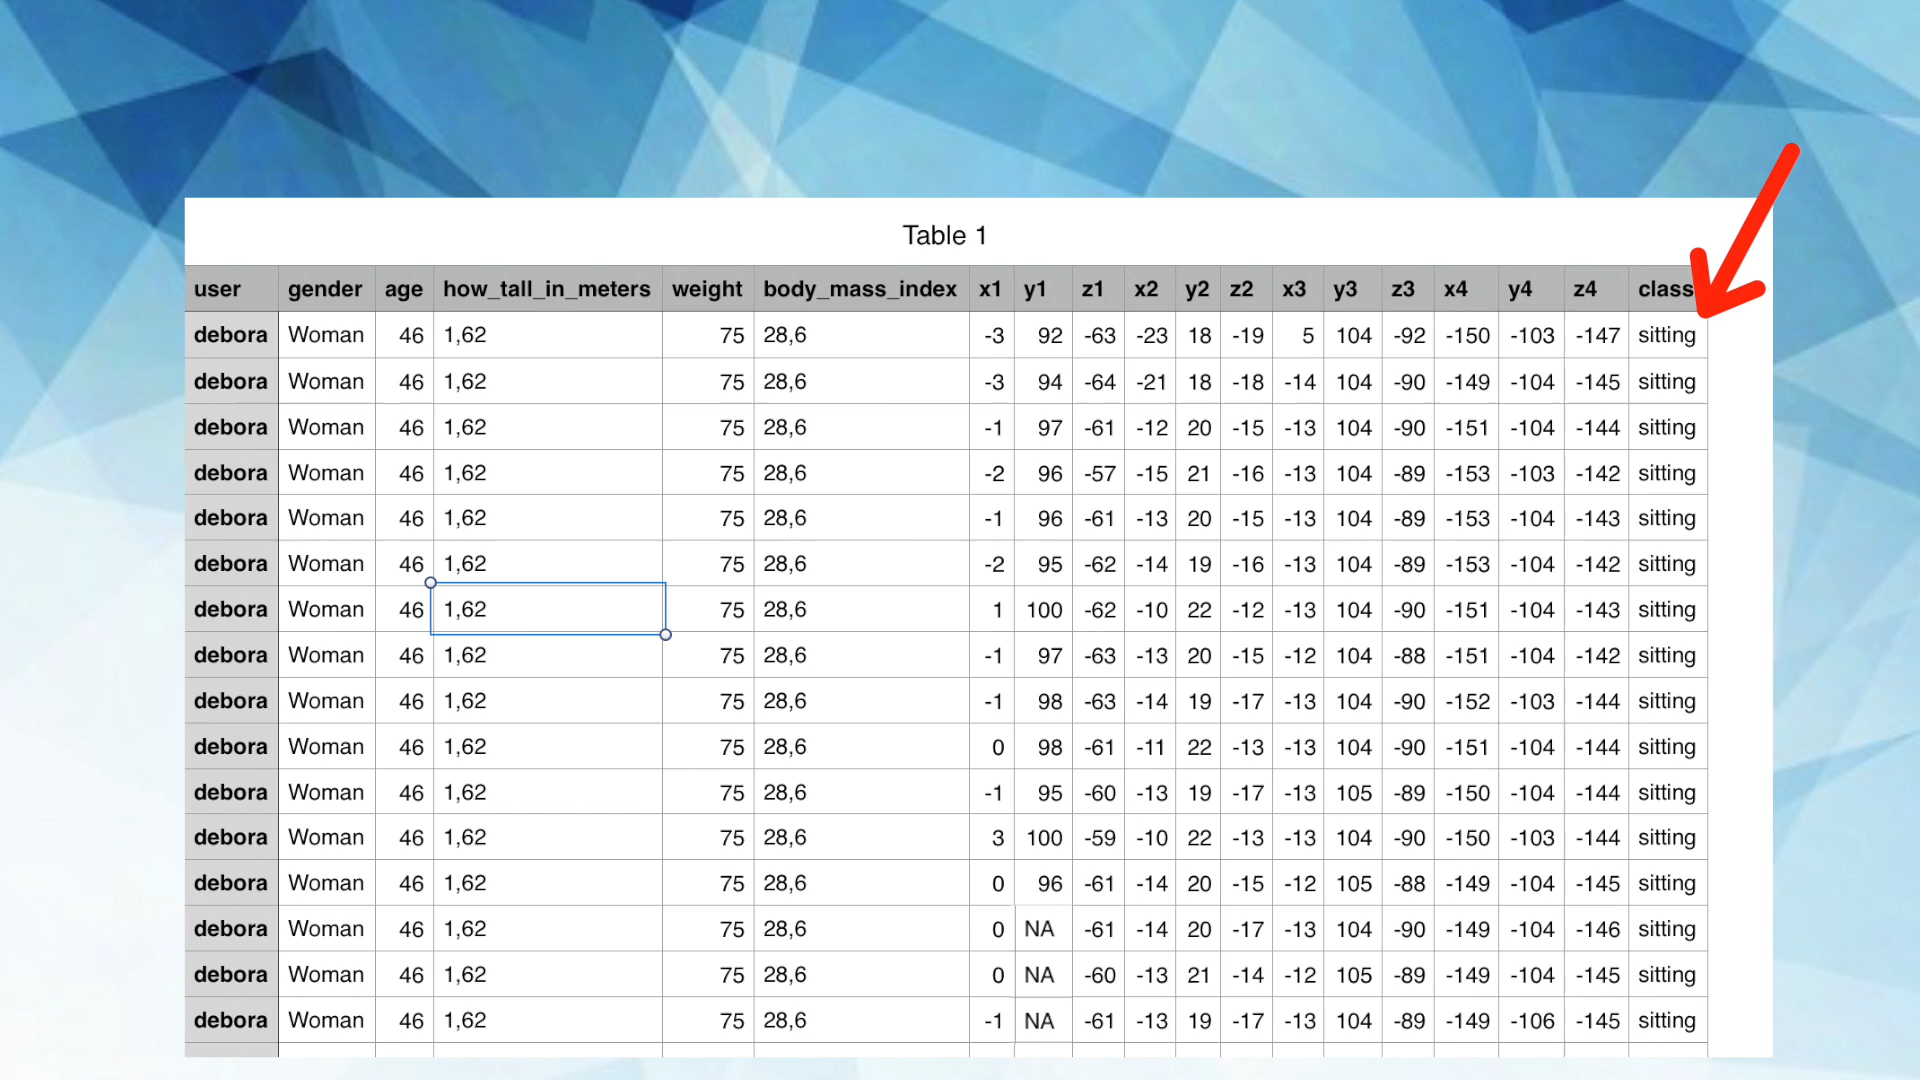 Table 1
user gender age how_tall_in_meters weight body_mass_index x1 y1 z1 x2 y2 z2 x3 y3 z3 x4 y4 z4 class
debora Woman 46 1,62 75 28,6 -3 92 -63 -23 18 -19 5 104 -92 -150 -103 -147 sitting
debora Woman 46 1,62 75 28,6 -3 94 -64 -21 18 -18 -14 104 -90 -149 -104 -145 sitting
debora Woman 46 1,62 75 28,6 -1 97 -61 -12 20 -15 -13 104 -90 -151 -104 -144 sitting
debora Woman 46 1,62 75 28,6 -2 96 -57 -15 21 -16 -13 104 -89 -153 -103 -142 sitting
debora Woman 46 1,62 75 28,6 -1 96 -61 -13 20 -15 -13 104 -89 -153 -104 -143 sitting
debora Woman 46 1,62 75 28,6 -2 95 -62 -14 19 -16 -13 104 -89 -153 -104 -142 sitting
debora Woman 46 1,62 75 28,6 1 100 -62 -10 22 -12 -13 104 -90 -151 -104 -143 sitting
debora Woman 46 1,62 75 28,6 -1 97 -63 -13 20 -15 -12 104 -88 -151 -104 -142 sitting
debora Woman 46 1,62 75 28,6 -1 98 -63 -14 19 -17 -13 104 -90 -152 -103 -144 sitting
debora Woman 46 1,62 75 28,6 0 98 -61 -11 22 -13 -13 104 -90 -151 -104 -144 sitting
debora Woman 46 1,62 75 28,6 -1 95 -60 -13 19 -17 -13 105 -89 -150 -104 -144 sitting
debora Woman 46 1,62 75 28,6 3 100 -59 -10 22 -13 -13 104 -90 -150 -103 -144 sitting
debora Woman 46 1,62 75 28,6 0 96 -61 -14 20 -15 -12 105 -88 -149 -104 -145 sitting
debora Woman 46 1,62 75 28,6 0 NA -61 -14 20 -17 -13 104 -90 -149 -104 -146 sitting
debora Woman 46 1,62 75 28,6 0 NA -60 -13 21 -14 -12 105 -89 -149 -104 -145 sitting
debora Woman 46 1,62 75 28,6 -1 NA -61 -13 19 -17 -13 104 -89 -149 -106 -145 sitting